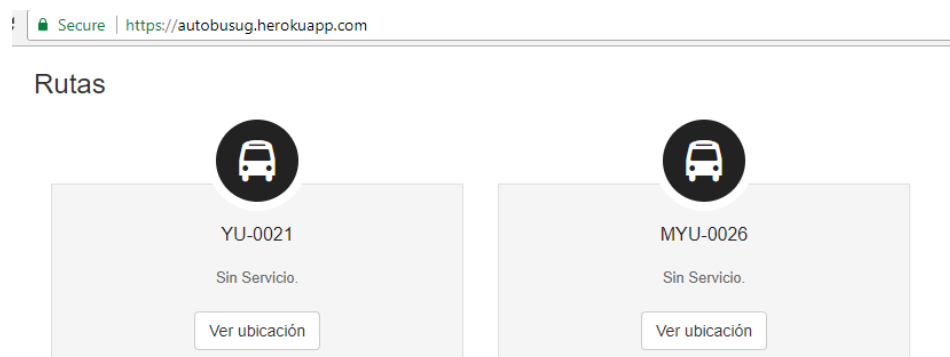 Secure | https://autobusug.herokuapp.com
Rutas
YU-0021
Sin Servicio.
Ver ubicación
MYU-0026
Sin Servicio.
Ver ubicación